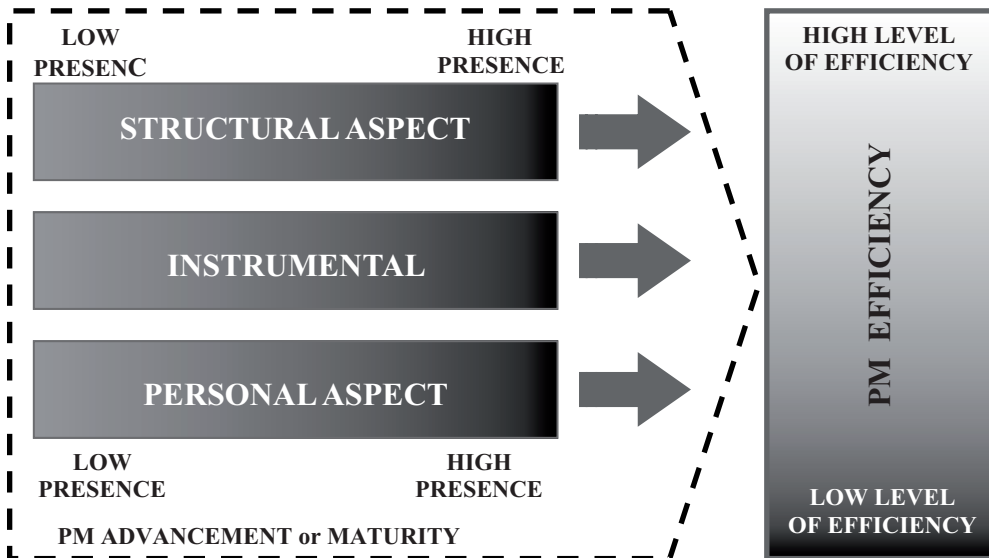 LOW
PRESENC
HIGH
PRESENCE
STRUCTURAL ASPECT
INSTRUMENTAL
PERSONAL ASPECT
LOW
PRESENCE
HIGH
PRESENCE
PM ADVANCEMENT or MATURITY
HIGH LEVEL
OF EFFICIENCY
PM EFFICIENCY
LOW LEVEL
OF EFFICIENCY